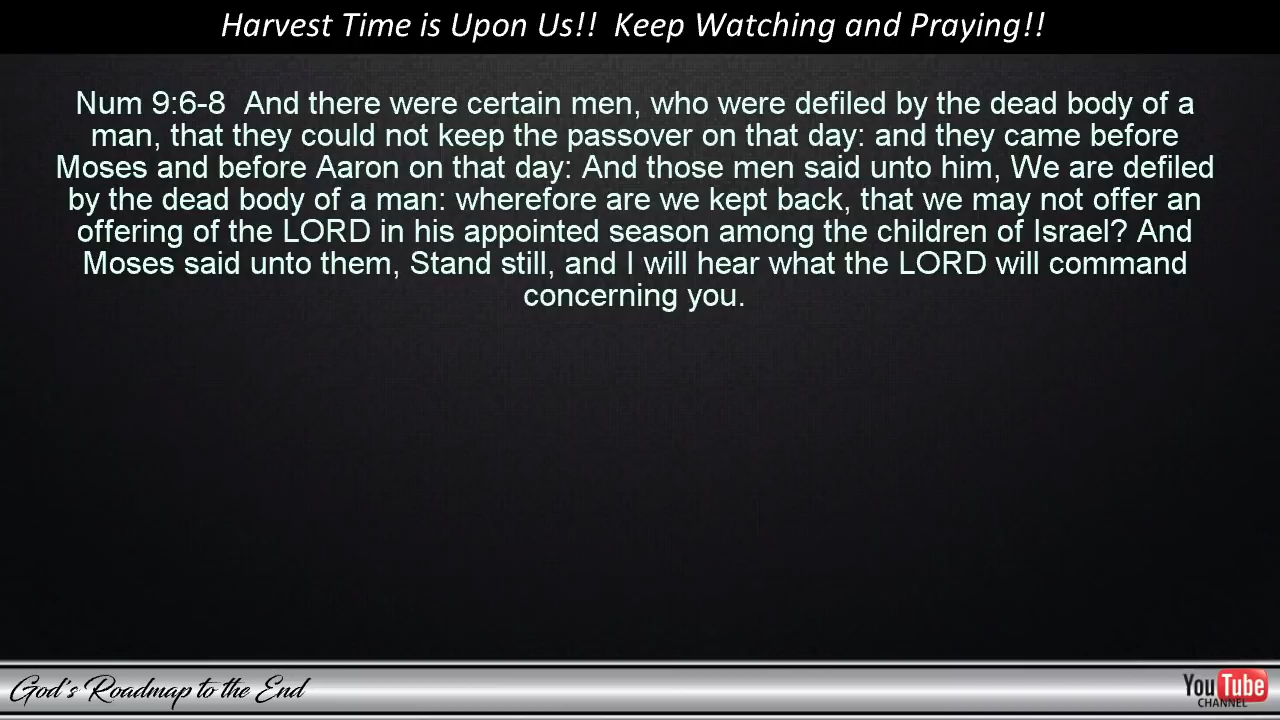 Harvest Time is Upon Us!! Keep Watching and Praying!!
Num 9:6-8 And there were certain men, who were defiled by the dead body of a
man, that they could not keep the passover on that day: and they came before
Moses and before Aaron on that day: And those men said unto him, We are defiled
by the dead body of a man: wherefore are we kept back, that we may not offer an
offering of the LORD in his appointed season among the children of Israel? And
Moses said unto them, Stand still, and I will hear what the LORD will command
concerning you.
God's Roadmap to the End
YouTube
CHANNEL